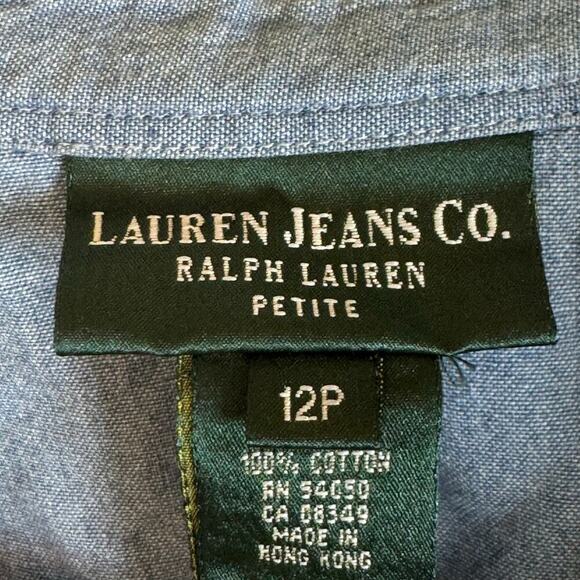 LAUREN JEANS CO.
RALPH LAUREN
PETITE
12P
100% COTTON
RN 54050
CA 08349
MADE IN
HONG KONG